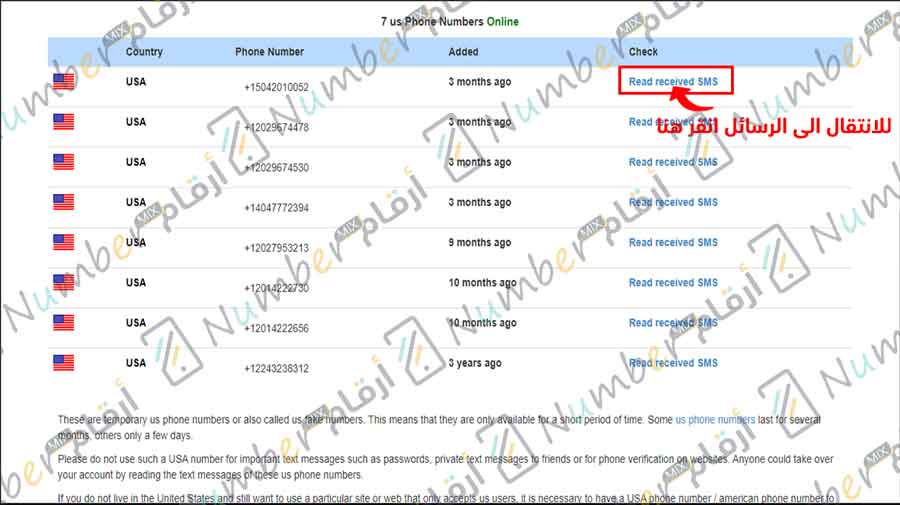 7 us Phone Numbers Online
Country Phone Number Added Check
USA +15042010052 3 months ago Read received SMS
USA +12029674478 3 months ago Read received SMS
للانتقال الى الرسائل انقر هنا
USA +12029674530 3 months ago Read received SMS
USA +14047772394 3 months ago Read received SMS
USA +12027953213 9 months ago Read received SMS
USA +12014222730 10 months ago Read received SMS
USA +12014222656 10 months ago Read received SMS
USA +12243238312 3 years ago Read received SMS
These are temporary us phone numbers or also called us fake numbers. This means that they are only available for a short period of time. Some us phone numbers last for several
months, others only a few days.
Please do not use such a USA number for important text messages such as passwords, private text messages to friends or for phone verification on websites. Anyone could take over
your account by reading the text messages of these us phone numbers.
If you do not live in the United States and still want to use a particular site or web that only accepts us users, it is necessary to have a USA phone number / american phone number to
أرقام Number MIX